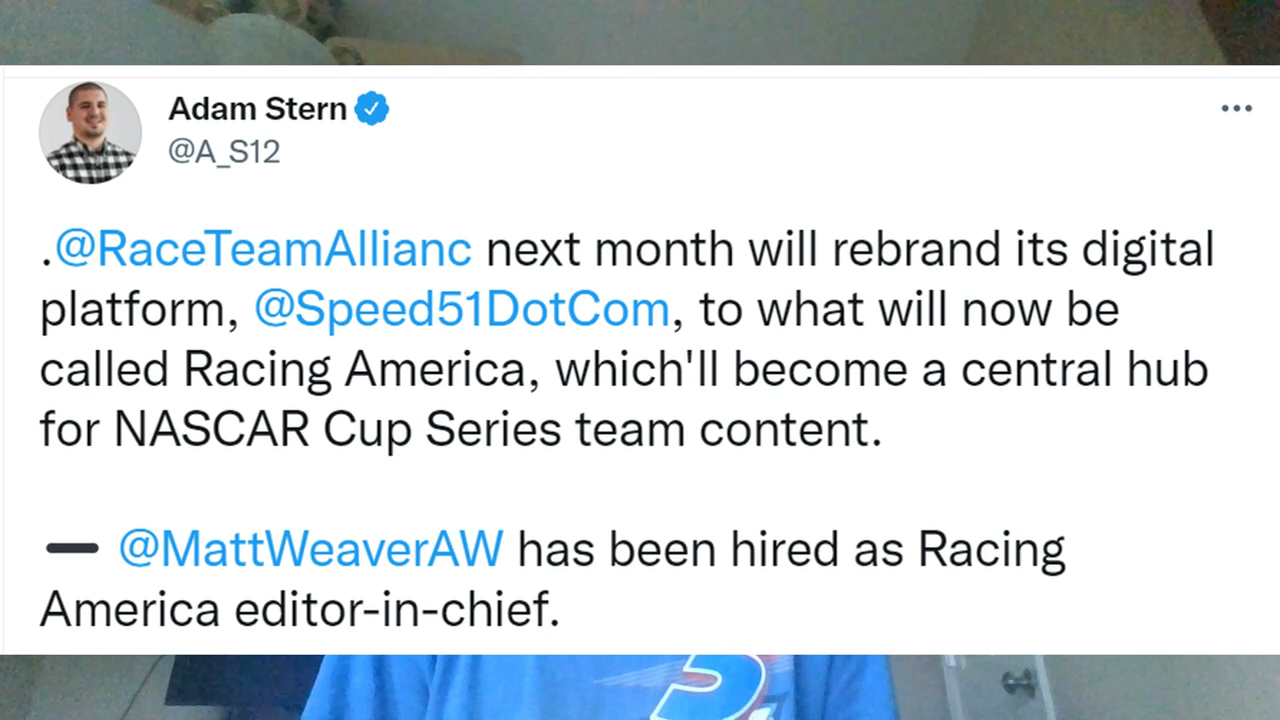 Adam Stern
@A_S12
.@RaceTeamAllianc next month will rebrand its digital
platform, @Speed51DotCom, to what will now be
called Racing America, which'll become a central hub
for NASCAR Cup Series team content.
➖ @MattWeaverAW has been hired as Racing
America editor-in-chief.